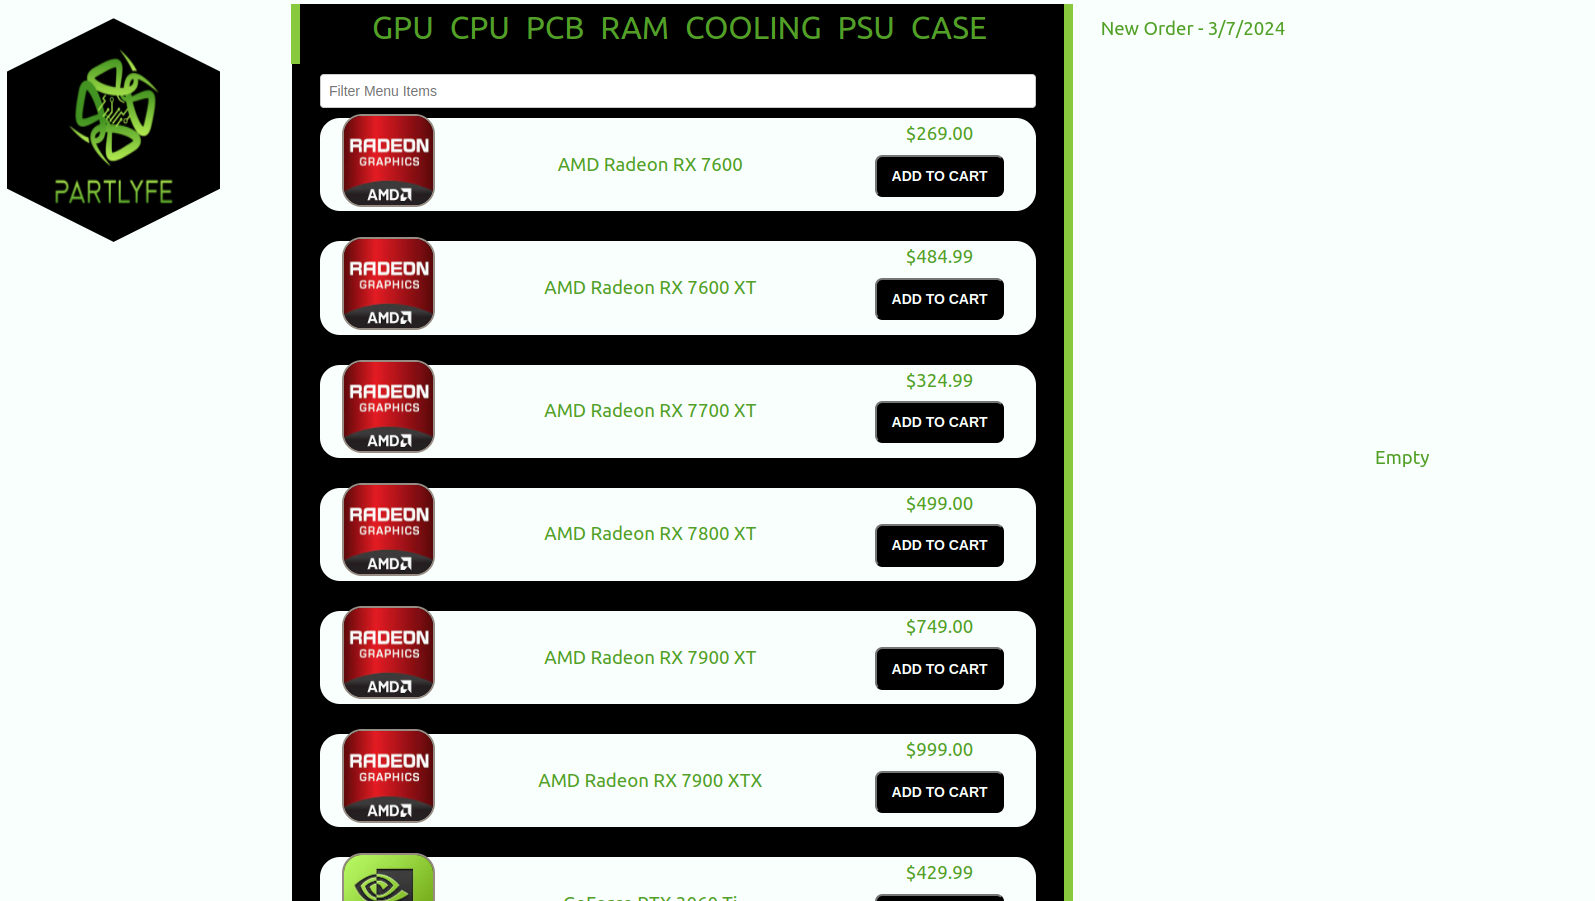 PARTLYFE
GPU CPU PCB RAM COOLING PSU CASE
Filter Menu Items
RADEON
GRAPHICS
AMD
AMD Radeon RX 7600
$269.00
ADD TO CART
RADEON
GRAPHICS
AMD
AMD Radeon RX 7600 XT
$484.99
ADD TO CART
RADEON
GRAPHICS
AMD
AMD Radeon RX 7700 XT
$324.99
ADD TO CART
RADEON
GRAPHICS
AMD
AMD Radeon RX 7800 XT
$499.00
ADD TO CART
RADEON
GRAPHICS
AMD
AMD Radeon RX 7900 XT
$749.00
ADD TO CART
RADEON
GRAPHICS
AMD
AMD Radeon RX 7900 XTX
$999.00
ADD TO CART
GeForce RTX 3060 Ti
$429.99
New Order - 3/7/2024
Empty